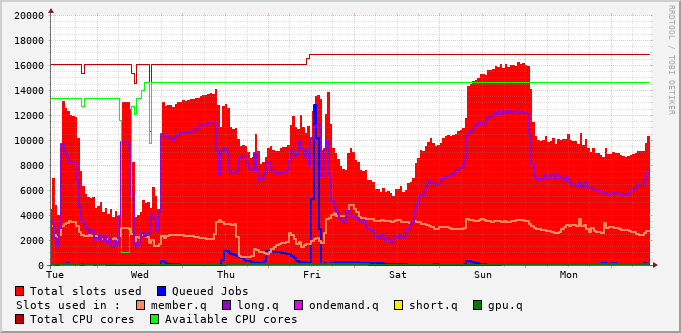 20000
18000
16000
14000
12000
10000
8000
6000
4000
2000
0
Tue Wed Thu Fri Sat Sun Mon
Total slots used Queued Jobs
Slots used in : member.q long.q ondemand.q short.q gpu.q
Total CPU cores Available CPU cores
RRDTOOL / TOBI OETIKER